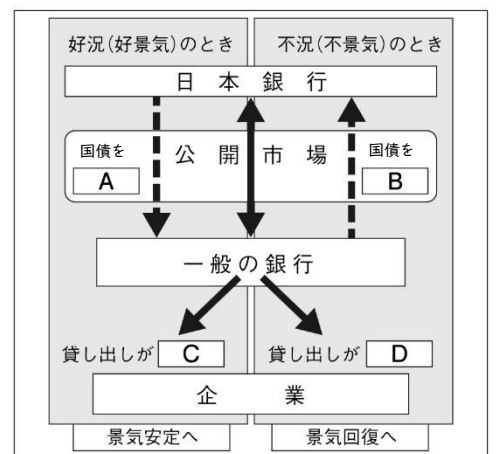 好況(好景気)のとき
不況(不景気)のとき
日本銀行
国債を
公開市場
国債を
A
B
一般の銀行
貸し出しが
C
貸し出しが
D
企業
景気安定へ
景気回復へ